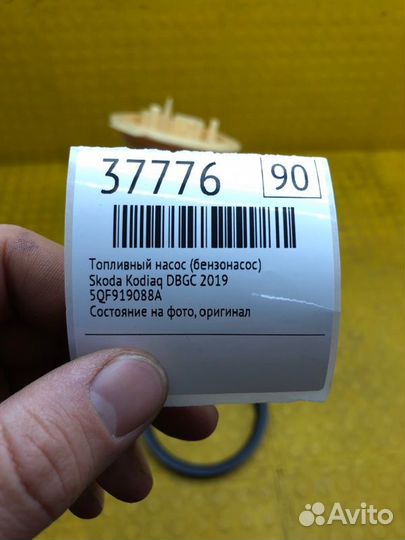 37776 90
Топливный насос (бензонасос)
Skoda Kodiaq DBGC 2019
5QF919088A
Состояние на фото, оригинал
Avito